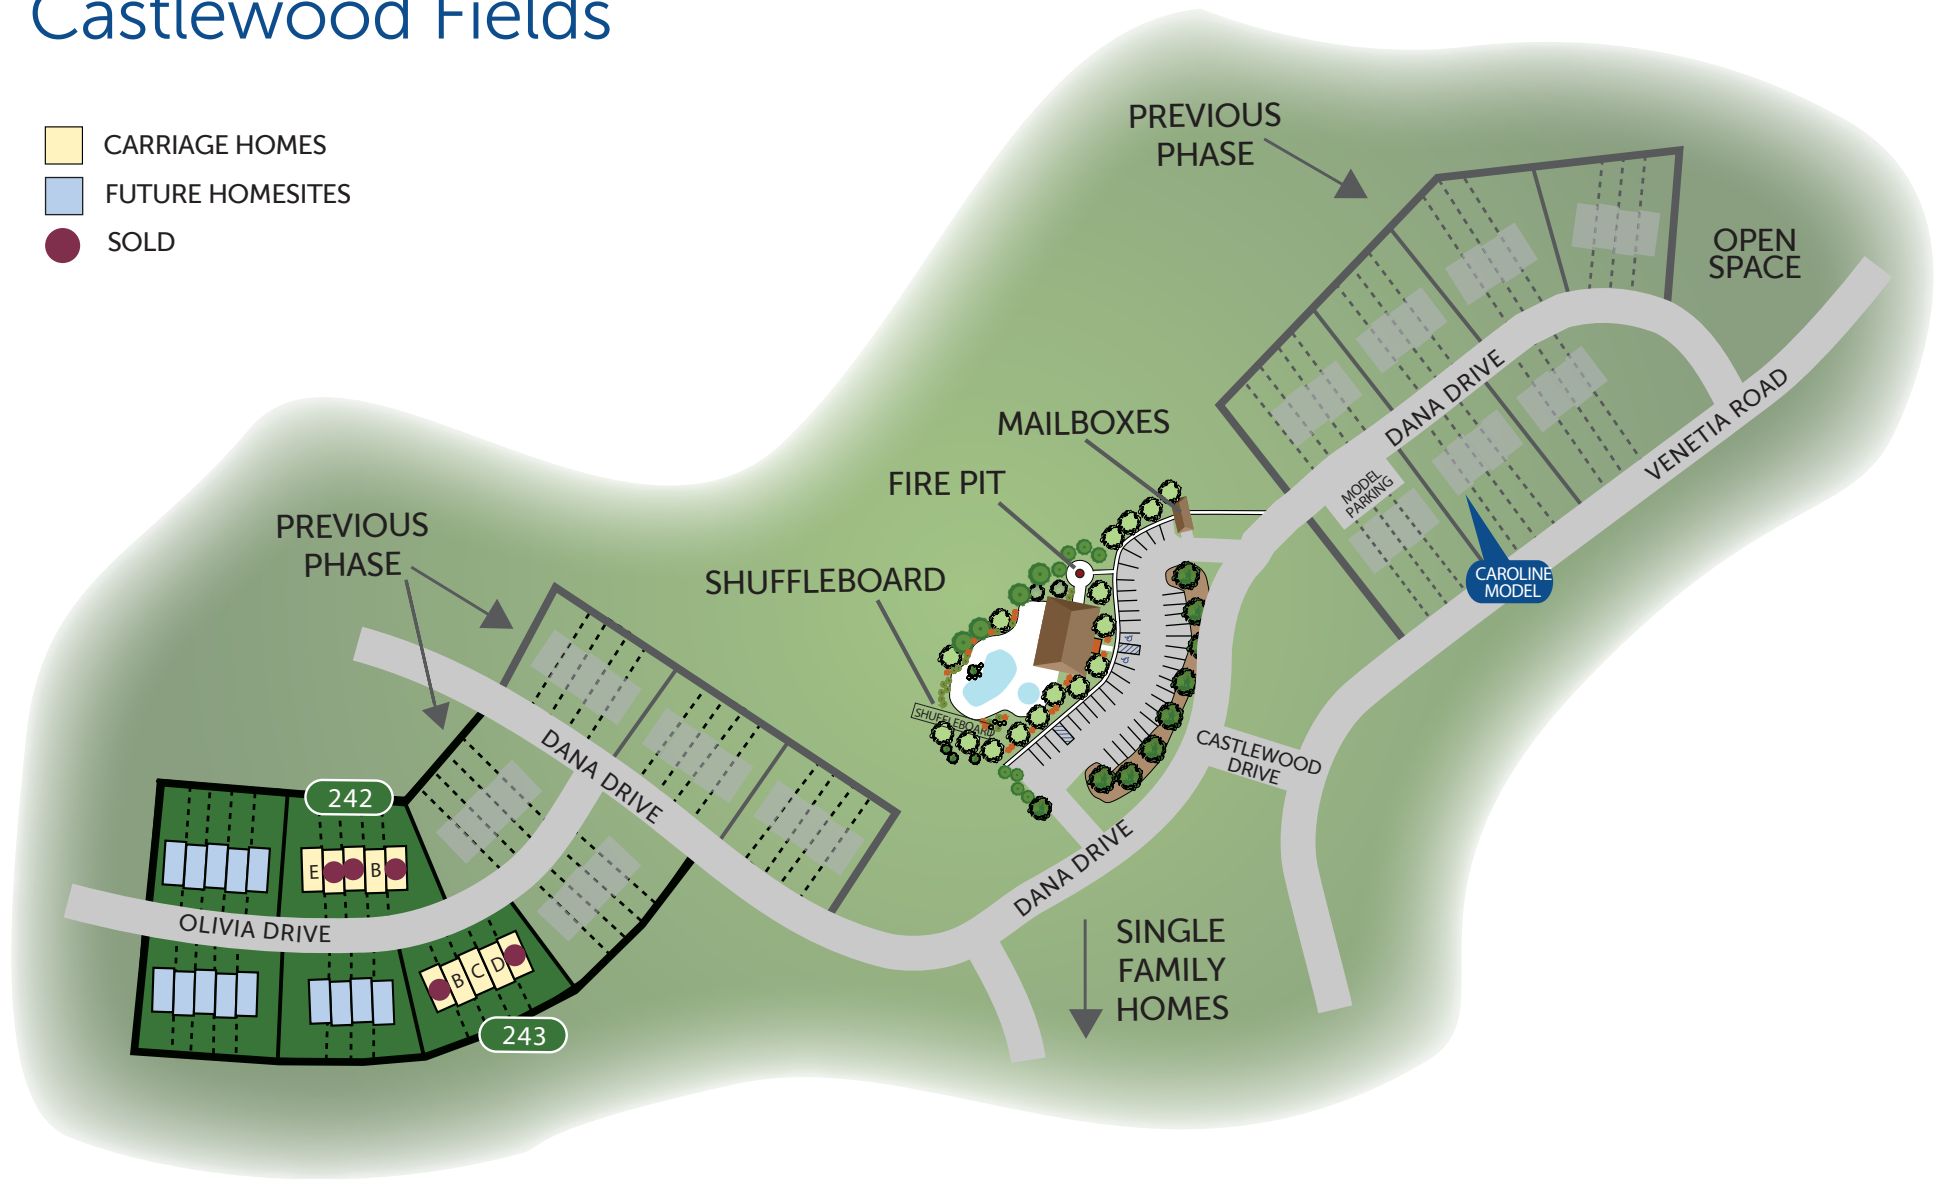 Castlewood Fields
CARRIAGE HOMES
FUTURE HOMESITES
SOLD
PREVIOUS
PHASE
OPEN
SPACE
DANA DRIVE
VENETIA ROAD
MODEL
PARKING
CAROLINE
MODEL
MAILBOXES
FIRE PIT
SHUFFLEBOARD
SHUFFLEBOARD
PREVIOUS
PHASE
DANA DRIVE
CASTLEWOOD
DRIVE
DANA DRIVE
242
E
B
OLIVIA DRIVE
B
C
D
243
SINGLE
FAMILY
HOMES